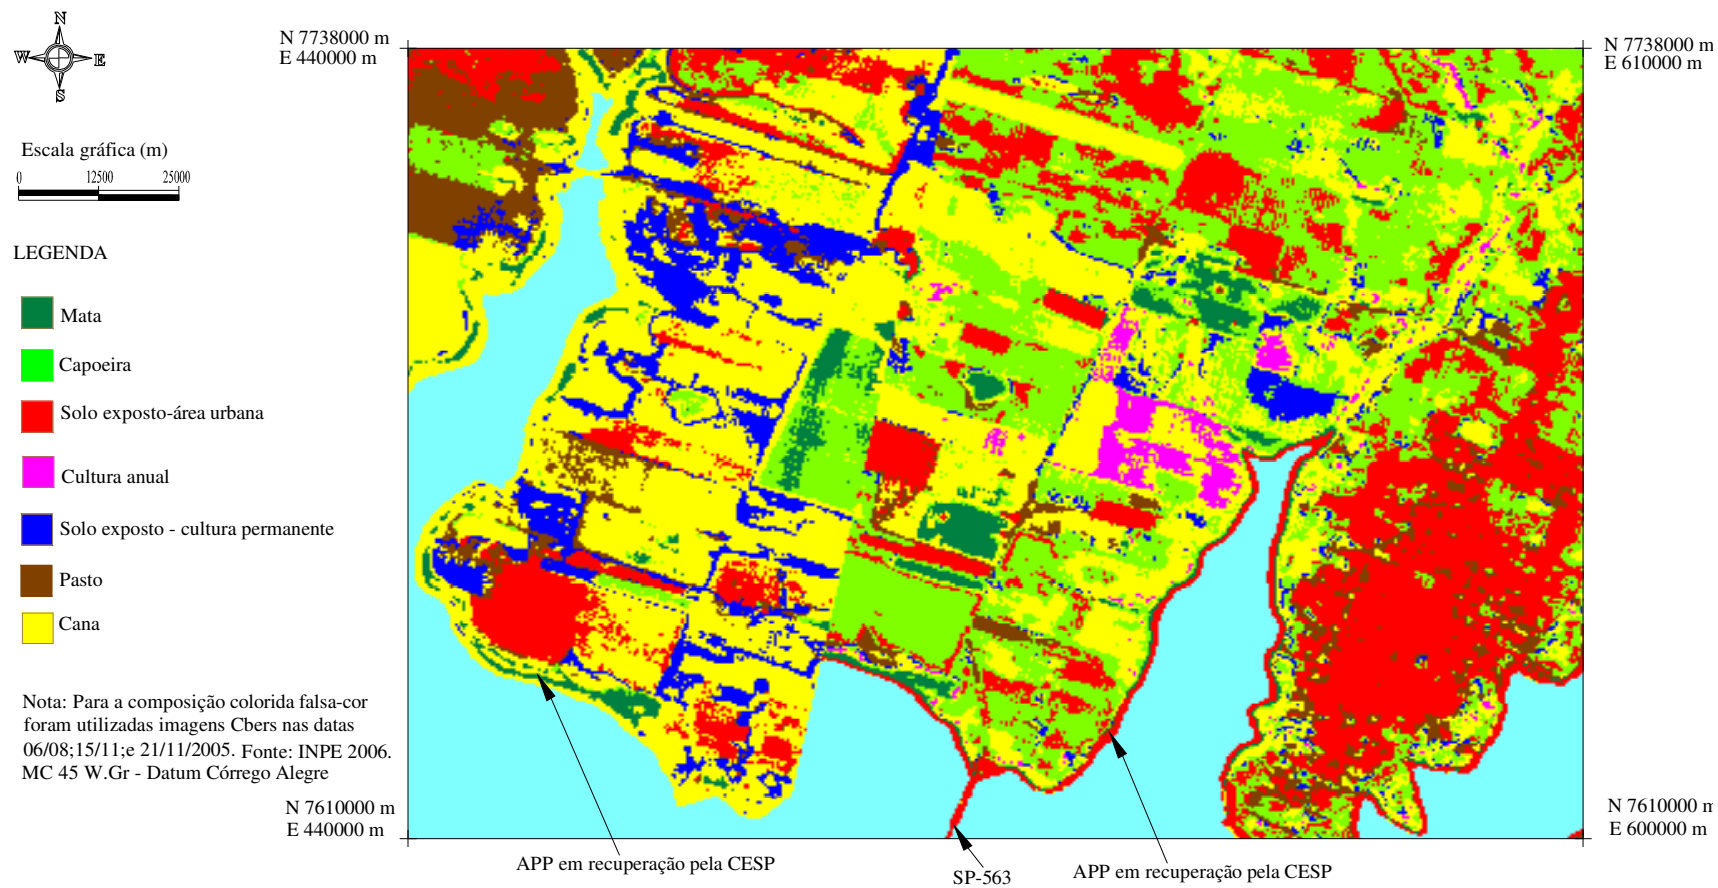 N
W
E
S
N 7738000 m
E 440000 m
N 7738000 m
E 610000 m
Escala gráfica (m)
0 12500 25000
LEGENDA
Mata
Capoeira
Solo exposto-área urbana
Cultura anual
Solo exposto - cultura permanente
Pasto
Cana
Nota: Para a composição colorida falsa-cor
foram utilizadas imagens Cbers nas datas
06/08;15/11;e 21/11/2005. Fonte: INPE 2006.
MC 45 W.Gr - Datum Córrego Alegre
N 7610000 m
E 440000 m
N 7610000 m
E 600000 m
APP em recuperação pela CESP
SP-563
APP em recuperação pela CESP